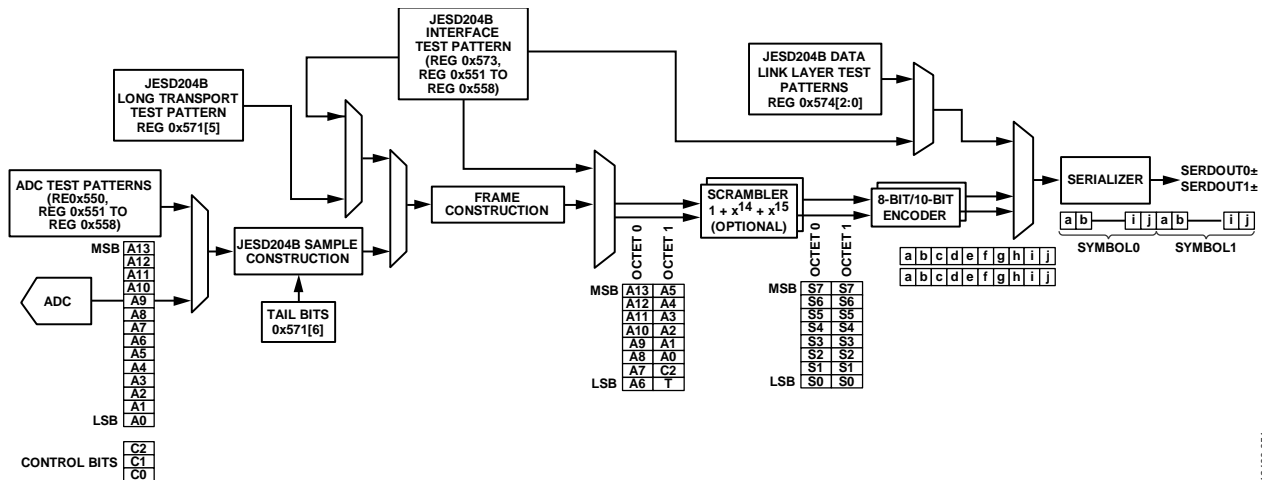 JESD204B
INTERFACE
TEST PATTERN
(REG 0x573,
REG 0x551 TO
REG 0x558)
JESD204B
LONG TRANSPORT
TEST PATTERN
REG 0x571[5]
JESD204B DATA
LINK LAYER TEST
PATTERNS
REG 0x574[2:0]
ADC TEST PATTERNS
(RE0x550,
REG 0x551 TO
REG 0x558)
FRAME
CONSTRUCTION
SCRAMBLER
1 + x14 + x15
(OPTIONAL)
8-BIT/10-BIT
ENCODER
SERIALIZER
SERDOUT0±
SERDOUT1±
JESD204B SAMPLE
CONSTRUCTION
TAIL BITS
0x571[6]
ADC
MSB A13
A12
A11
A10
A9
A8
A7
A6
A5
A4
A3
A2
A1
LSB A0
C2
CONTROL BITS C1
C0
OCTET 0 OCTET 1
MSB A13 A5
A12 A4
A11 A3
A10 A2
A9 A1
A8 A0
A7 C2
LSB A6 T
OCTET 0 OCTET 1
MSB S7 S7
S6 S6
S5 S5
S4 S4
S3 S3
S2 S2
S1 S1
LSB S0 S0
a b c d e f g h i j
a b c d e f g h i j
a b i j a b i j
SYMBOL0 SYMBOL1